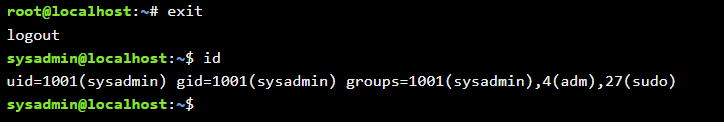 root@localhost:~# exit
logout
sysadmin@localhost:~$ id
uid=1001(sysadmin) gid=1001(sysadmin) groups=1001(sysadmin),4(adm),27(sudo)
sysadmin@localhost:~$